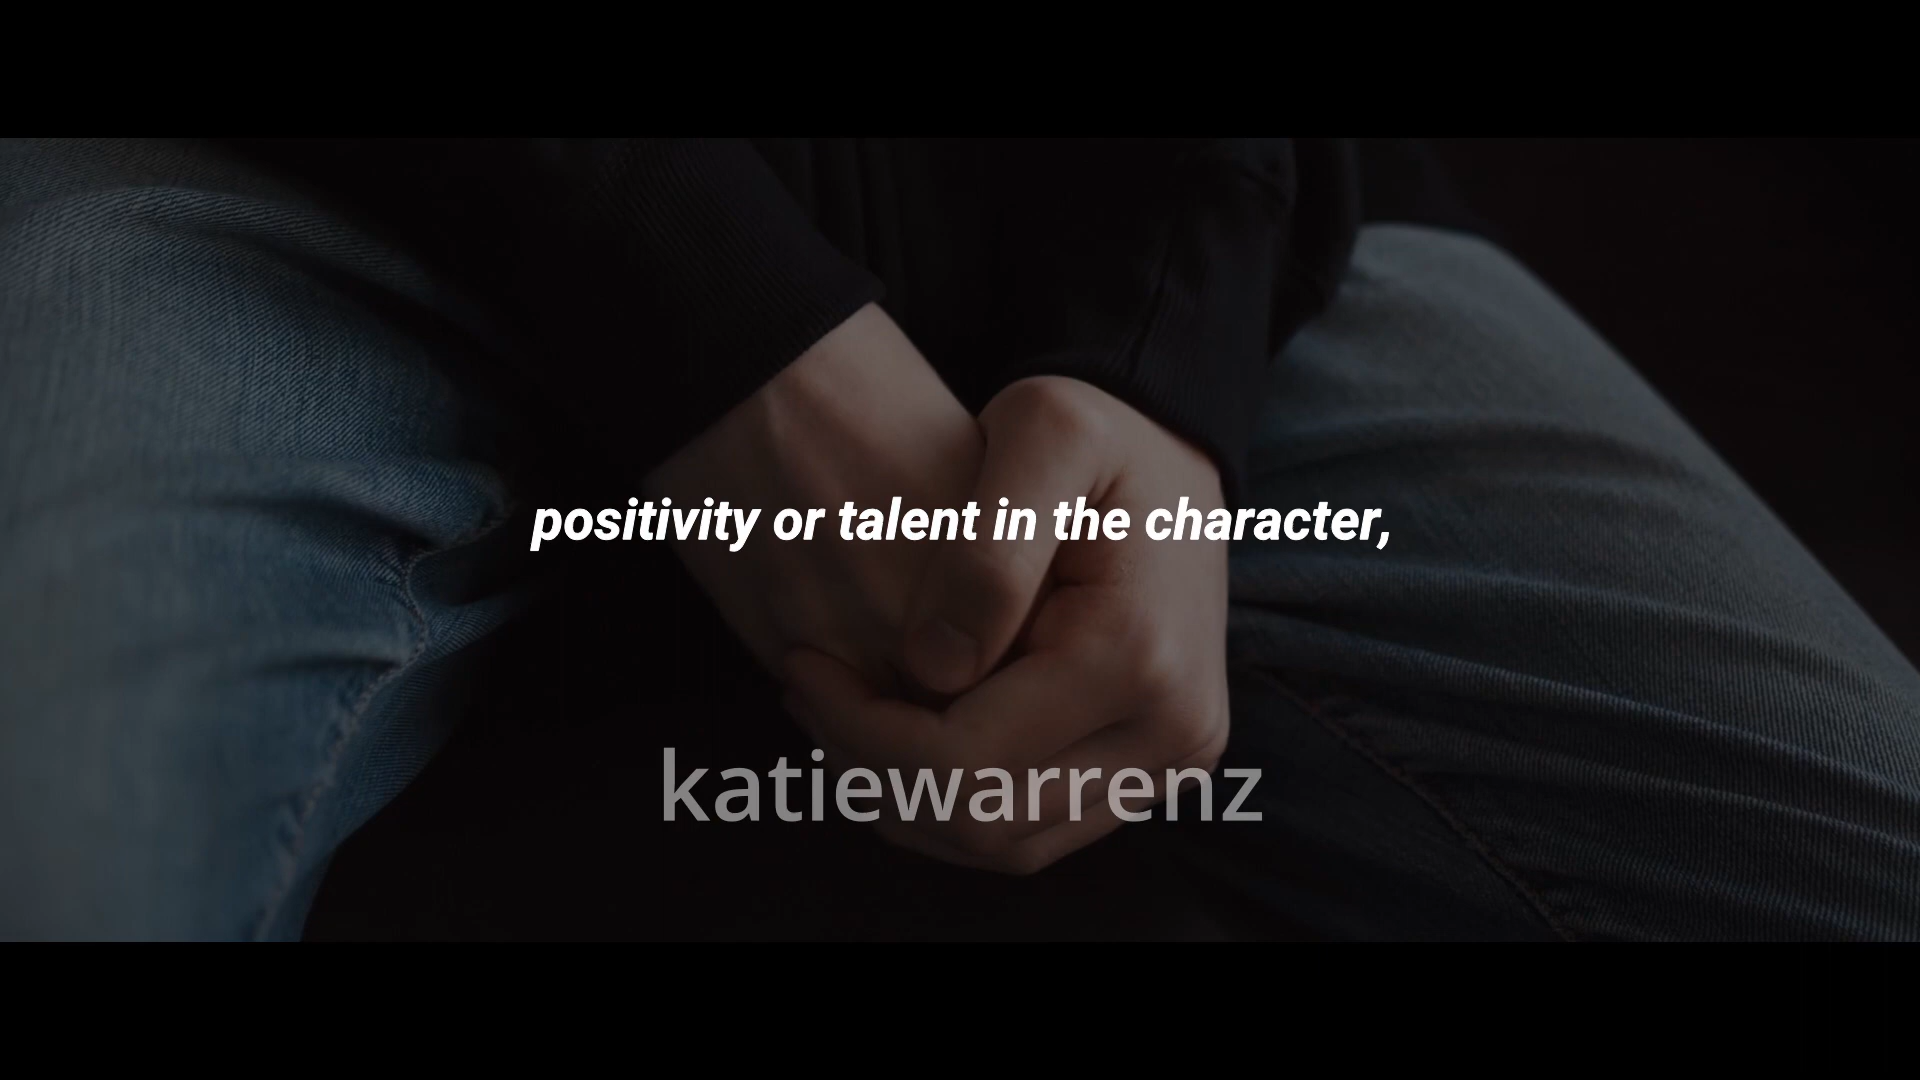 positivity or talent in the character,
katiewarrenz